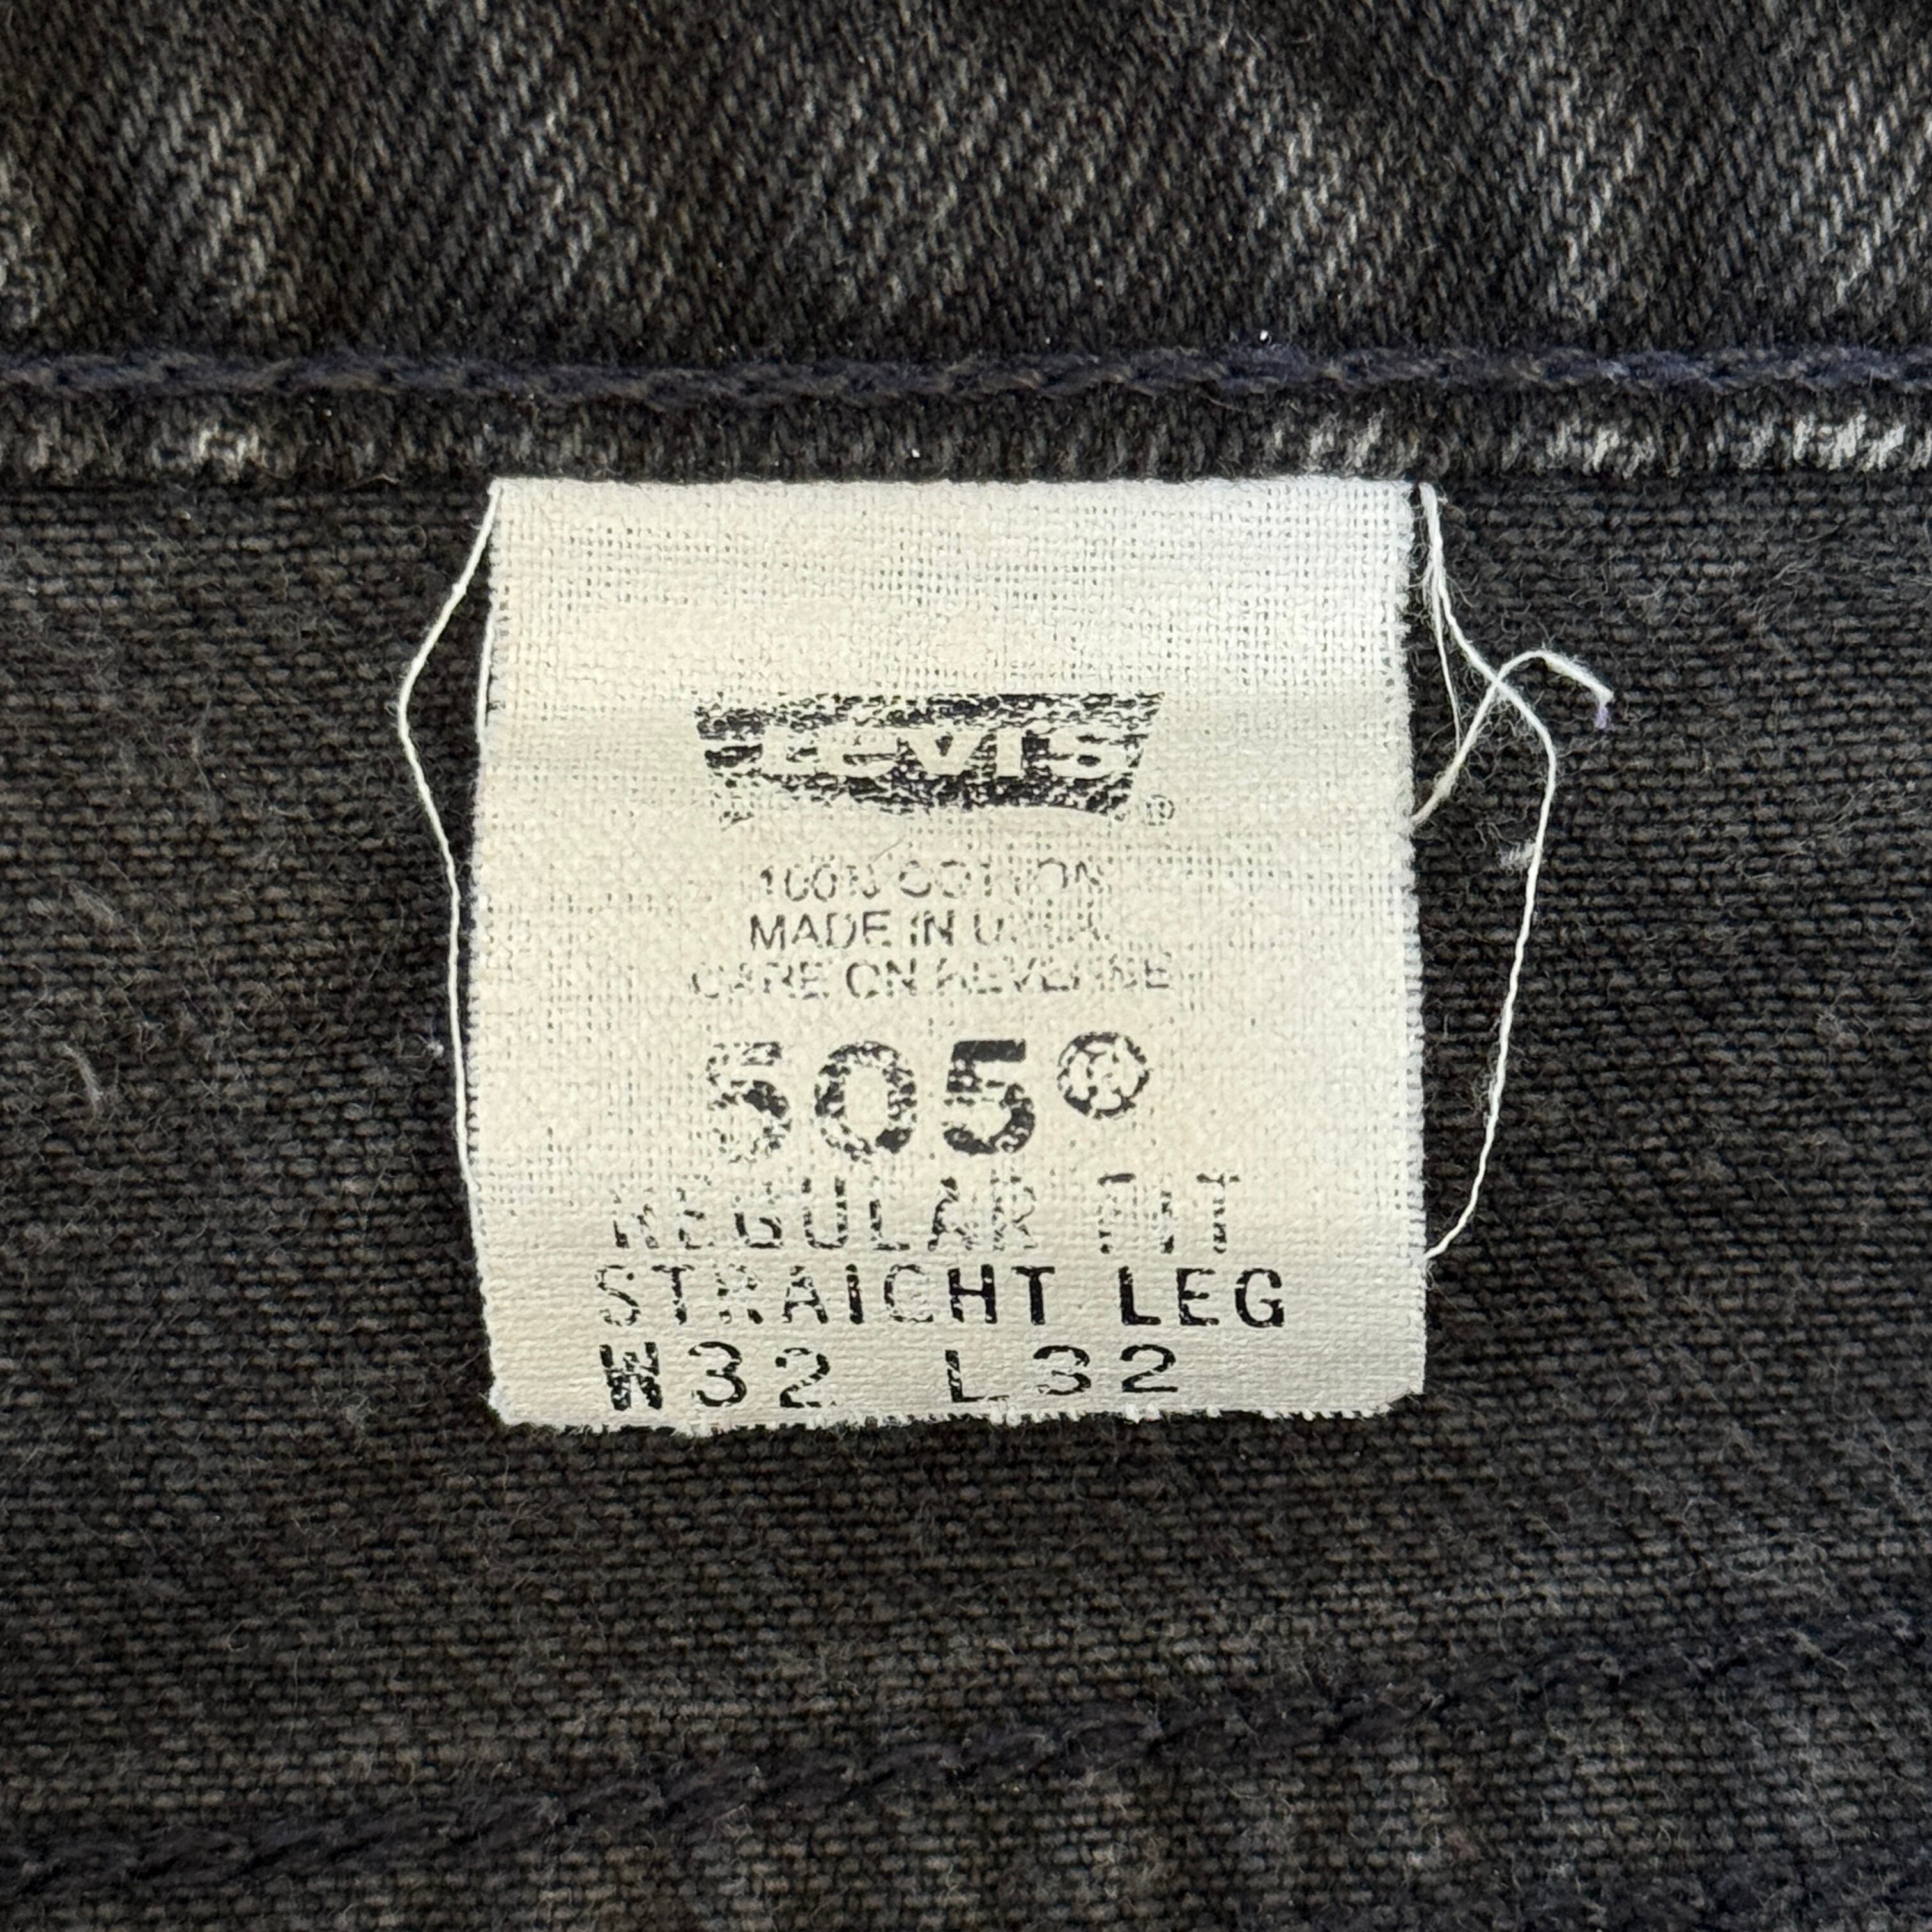 Levi's ®
100% COTTON
MADE IN U.S.A.
CARE ON REVERSE
505®
REGULAR FIT
STRAIGHT LEG
W32 L32